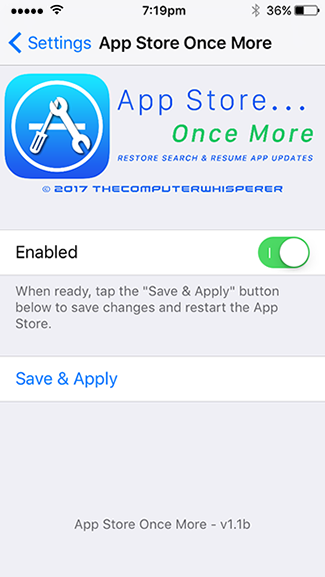 7:19pm 36%
Settings App Store Once More
App Store...
Once More
RESTORE SEARCH & RESUME APP UPDATES
© 2017 THECOMPUTERWHISPERER
Enabled
When ready, tap the "Save & Apply" button
below to save changes and restart the App
Store.
Save & Apply
App Store Once More - v1.1b